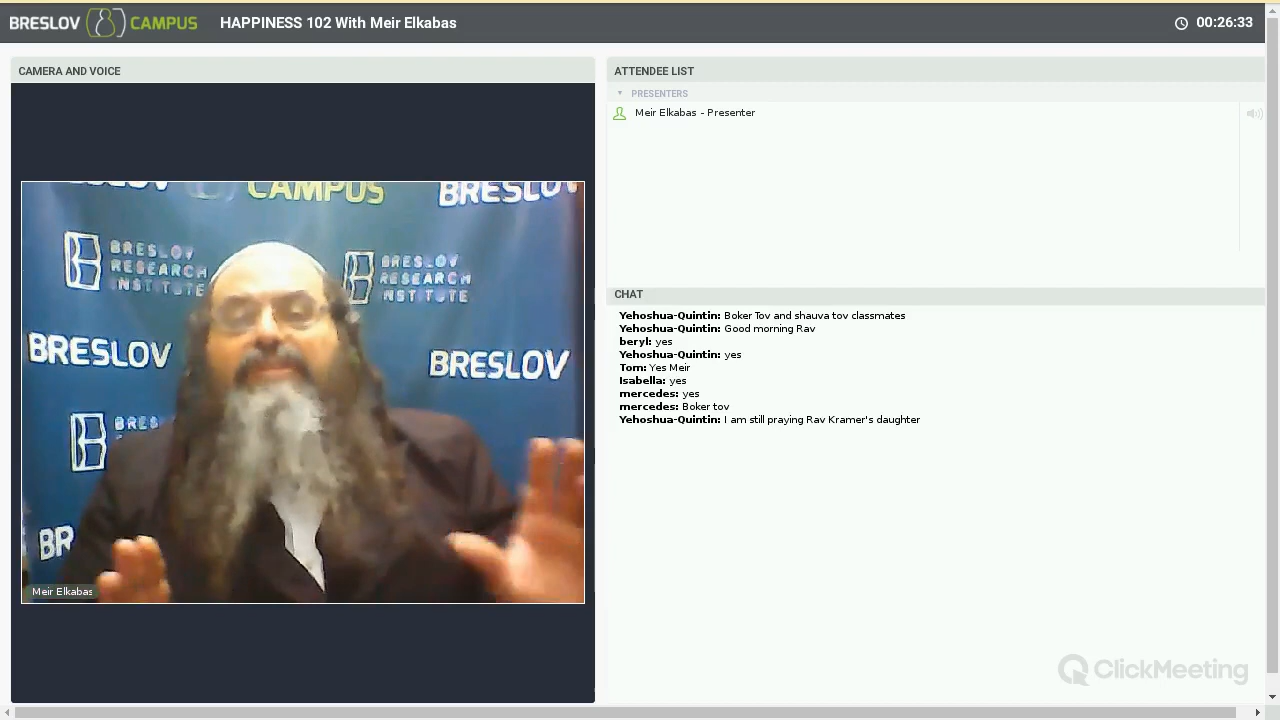 BRESLOV CAMPUS
HAPPINESS 102 With Meir Elkabas
00:26:33
CAMERA AND VOICE
CAMPUS
BRESLOV
BRESLOV
RESEARCH
INSTITUTE
BRESLOV
RESEARCH
INSTITUTE
BRESLOV
BRESLOV
BRES
BR
Meir Elkabas
ATTENDEE LIST
PRESENTERS
Meir Elkabas - Presenter
CHAT
Yehoshua-Quintin: Boker Tov and shauva tov classmates
Yehoshua-Quintin: Good morning Rav
beryl: yes
Yehoshua-Quintin: yes
Tom: Yes Meir
Isabella: yes
mercedes: yes
mercedes: Boker tov
Yehoshua-Quintin: I am still praying Rav Kramer's daughter
ClickMeeting